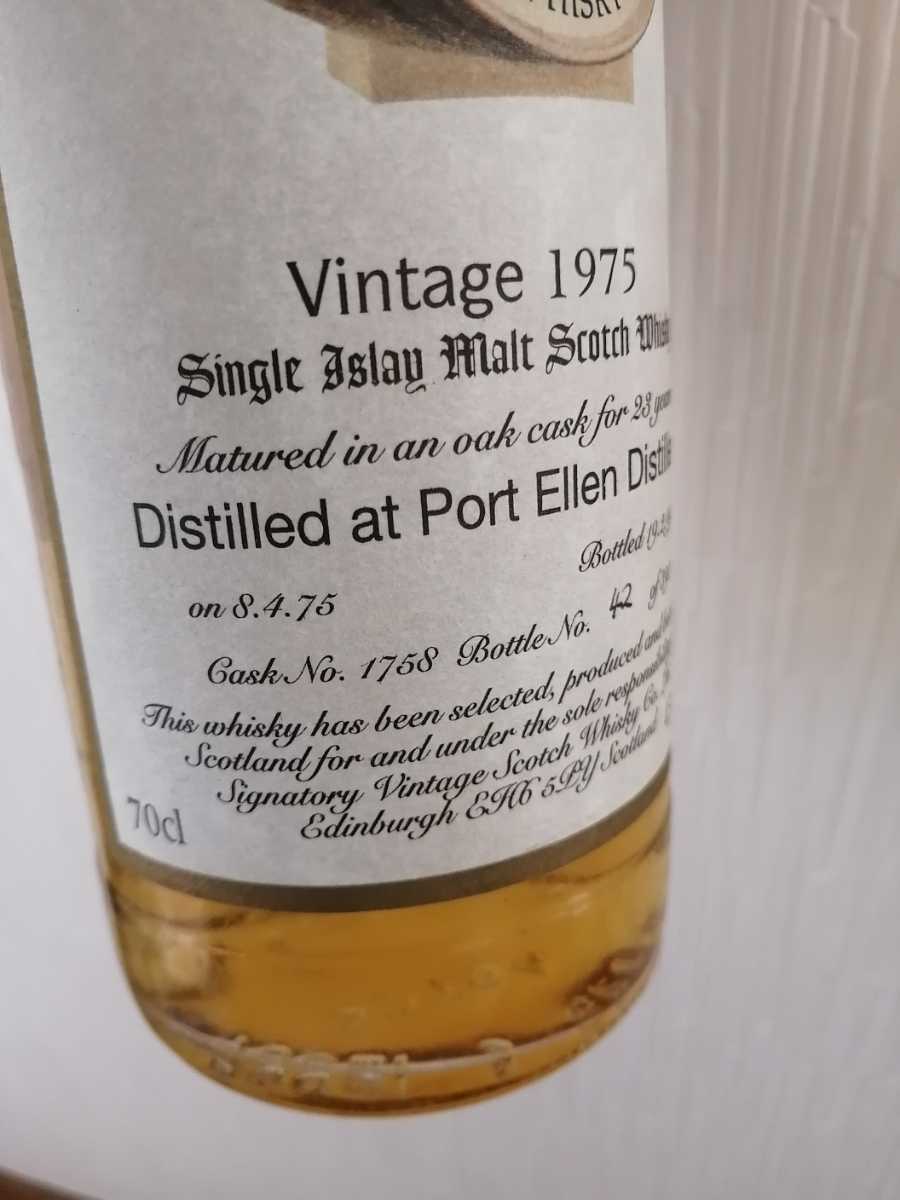 Vintage 1975
Single Islay Malt Scotch
Matured in an oak cask for 23
Distilled at Port Ellen
Bottled
on 8.4.75
Cask No. 1758 Bottle No. 42 of
This whisky has been selected, produced and
Scotland for and under the sole
Signatory Vintage Scotch Whisky Co.
Edinburgh EH6 5PY Scotland
70cl